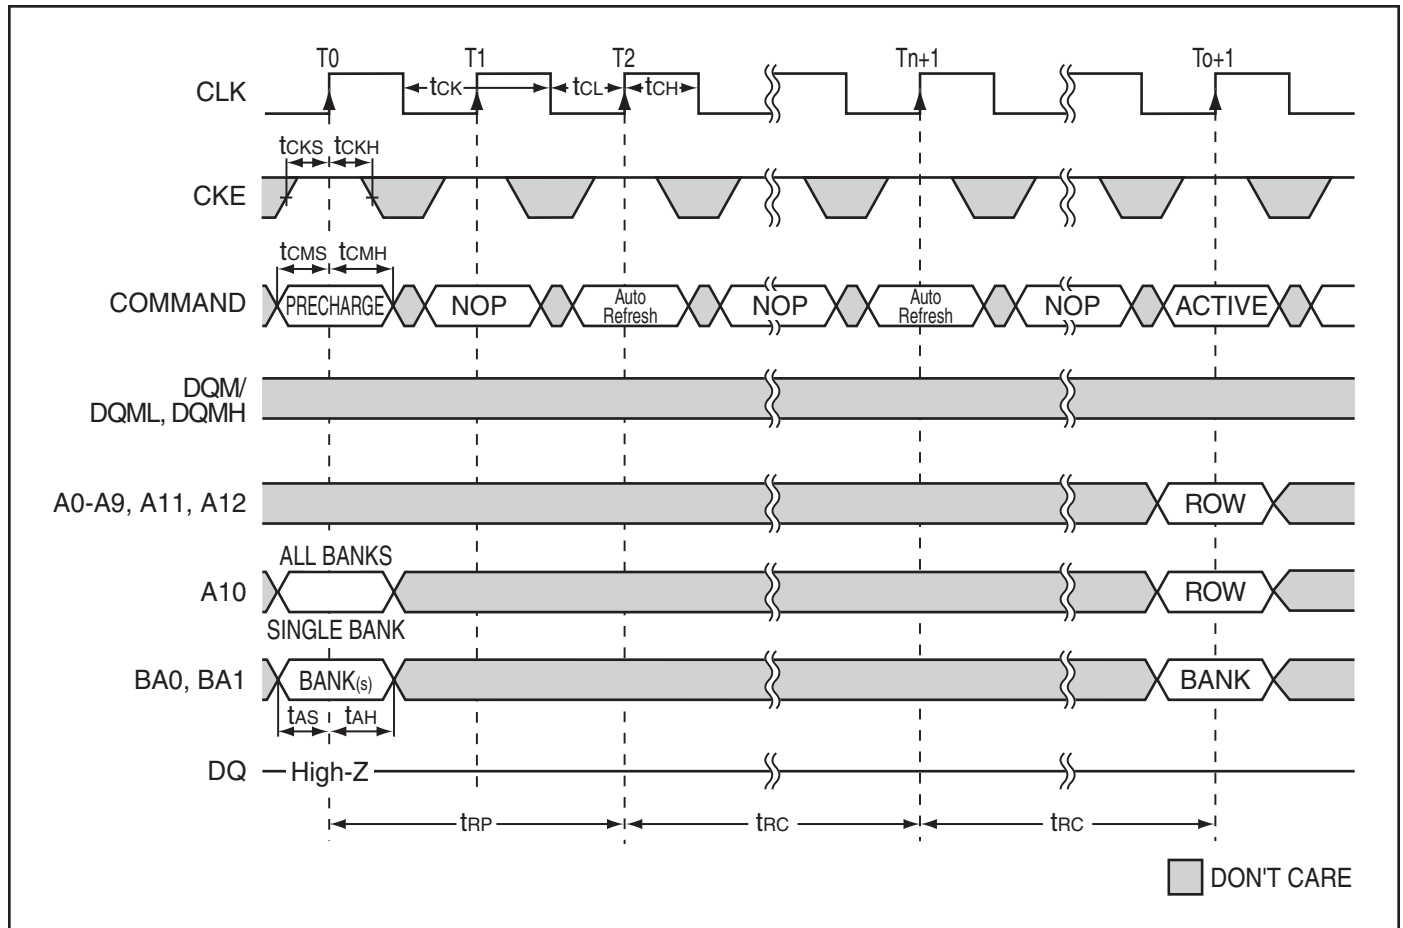 T0 T1 T2 Tn+1 To+1
CLK tCK tCL tCH
tCKS tCKH
CKE
tCMS tCMH
COMMAND PRECHARGE NOP Auto Refresh NOP Auto Refresh NOP ACTIVE
DQM/
DQML, DQMH
A0-A9, A11, A12 ROW
ALL BANKS
A10 ROW
SINGLE BANK
BA0, BA1 BANK(s) BANK
tAS tAH
DQ High-Z
tRP tRC tRC
DON'T CARE